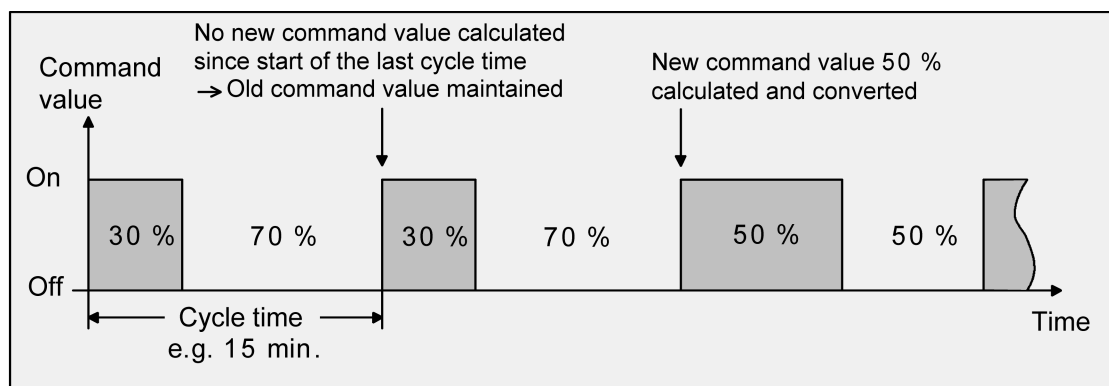 No new command value calculated
since start of the last cycle time
→ Old command value maintained
New command value 50 %
calculated and converted
Command
value
On
30 %
70 %
30 %
70 %
50 %
50 %
Off
Cycle time
e.g. 15 min.
Time